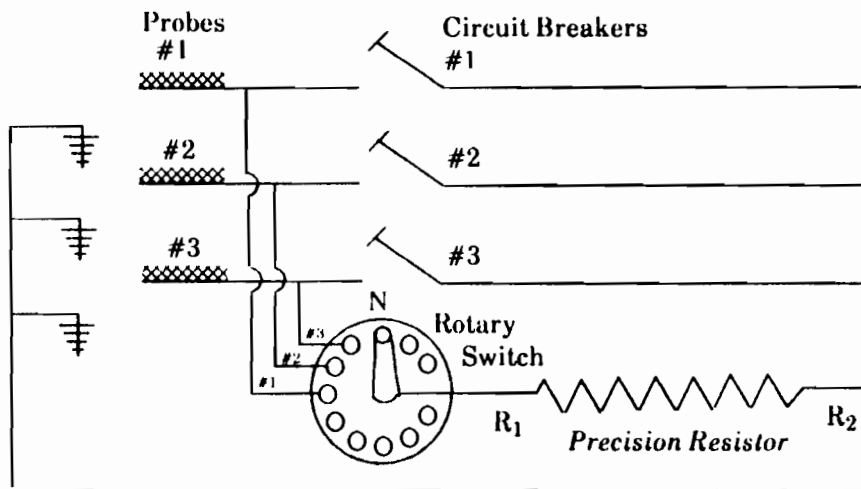 Probes
Circuit Breakers
#1
#1
#2
#2
#3
#3
N
Rotary
Switch
#3
#2
#1
R1
R2
Precision Resistor